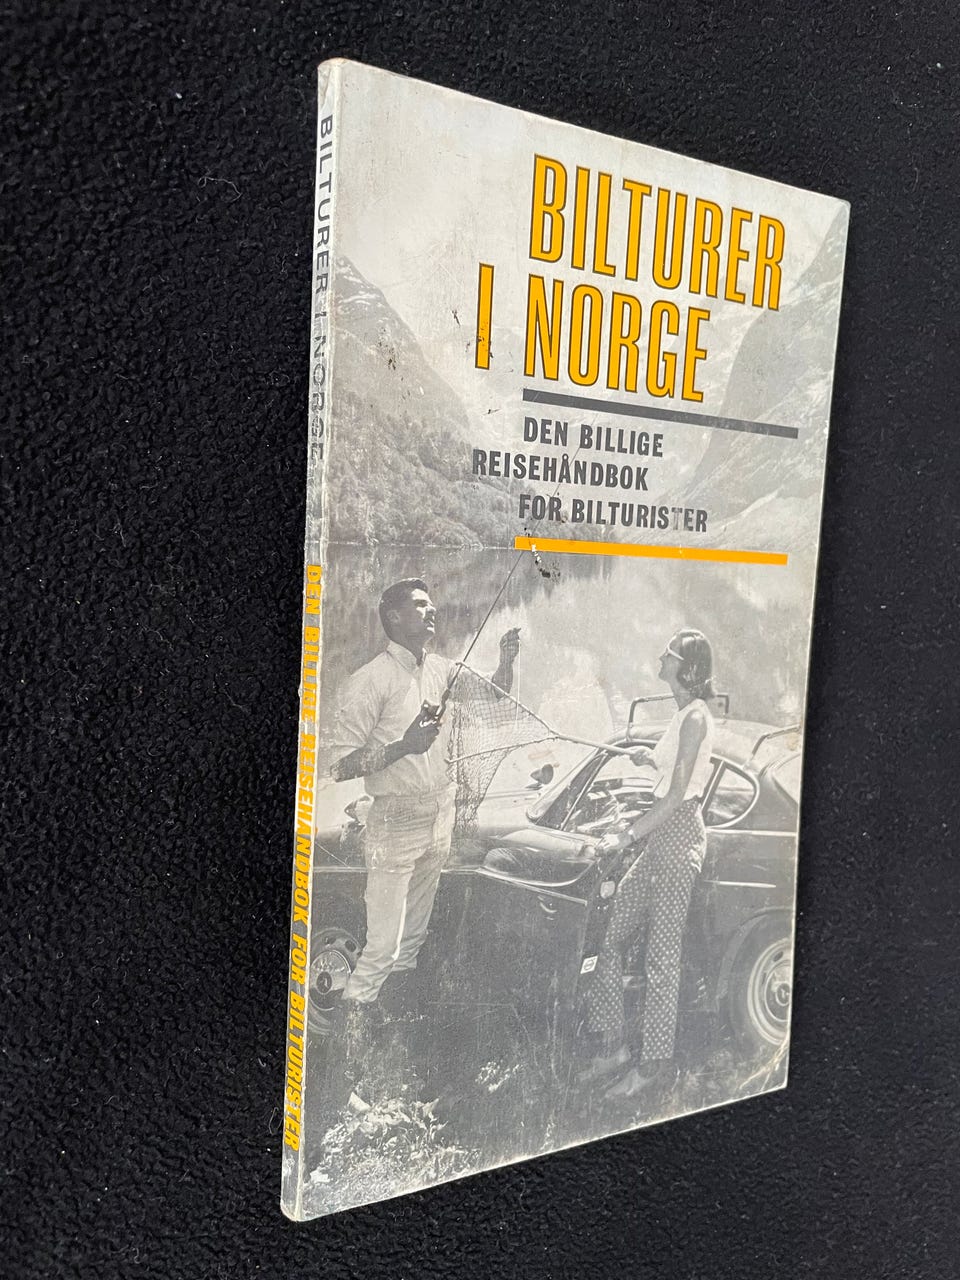 BILTURER
I NORGE
DEN BILLIGE
REISEHÅNDBOK
FOR BILTURISTER
BILTURER I NORGE
DEN BILLIGE REISEHÅNDBOK FOR BILTURISTER